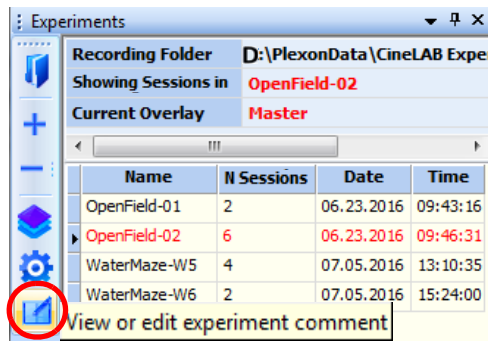 Experiments
Recording Folder D:\PlexonData\CineLAB Expe
Showing Sessions in OpenField-02
Current Overlay Master
Name N Sessions Date Time
OpenField-01 2 06.23.2016 09:43:16
OpenField-02 6 06.23.2016 09:46:31
WaterMaze-W5 4 07.05.2016 13:10:35
WaterMaze-W6 2 07.05.2016 15:24:00
View or edit experiment comment